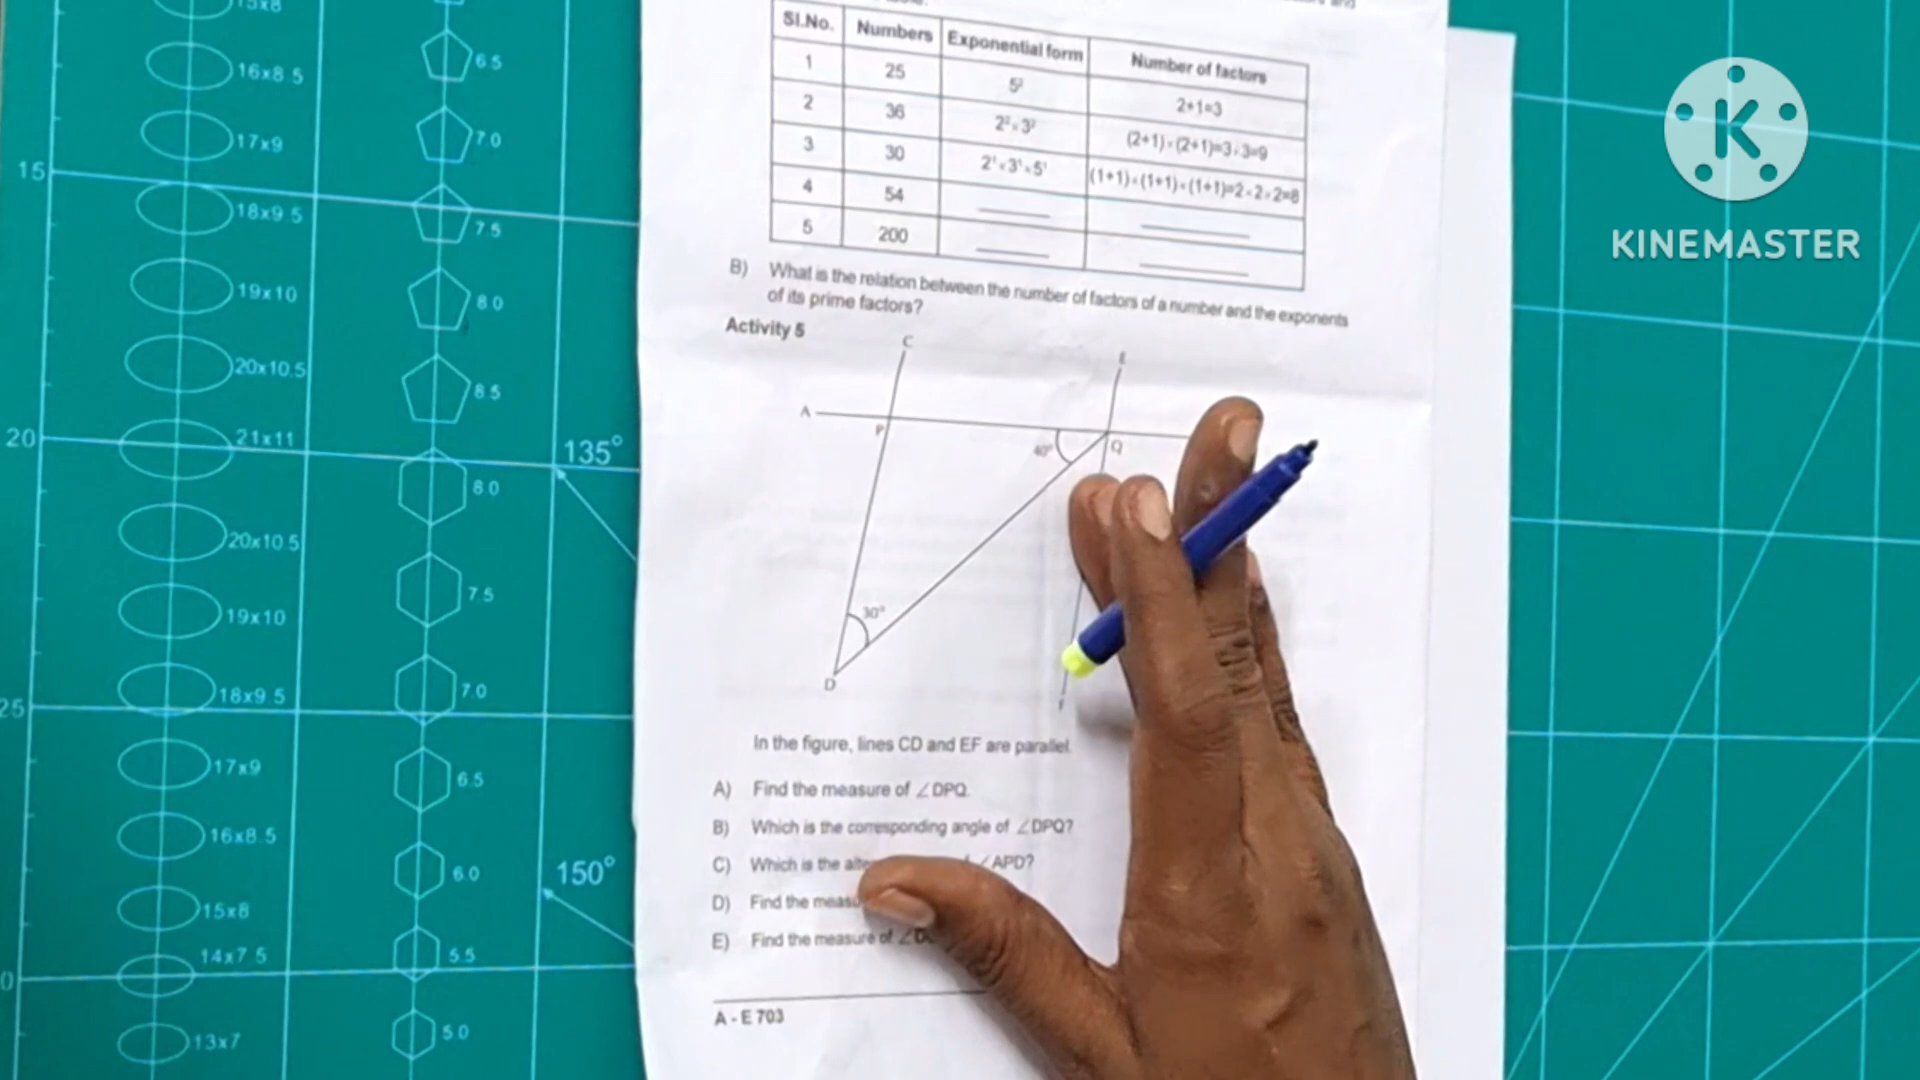 Sl.No. Numbers Exponential form Number of factors
1 25 5² 2+1=3
2 36 2²×3² (2+1)×(2+1)=3×3=9
3 30 2¹×3¹×5¹ (1+1)×(1+1)×(1+1)=2×2×2=8
4 54
5 200
B) What is the relation between the number of factors of a number and the exponents
of its prime factors?
Activity 5
C
E
A
P
40°
Q
30°
D
In the figure, lines CD and EF are parallel.
A) Find the measure of ∠DPQ.
B) Which is the corresponding angle of ∠DPQ?
C) Which is the ∠APD?
D) Find the
E) Find the measure of
A - E 703
KINEMASTER
K
16x8.5
17x9
18x9.5
19x10
20x10.5
21x11
20x10.5
19x10
18x9.5
17x9
16x8.5
15x8
14x7.5
13x7
6.5
7.0
7.5
8.0
8.5
8.0
7.5
7.0
6.5
6.0
5.5
5.0
15
20
25
135°
150°